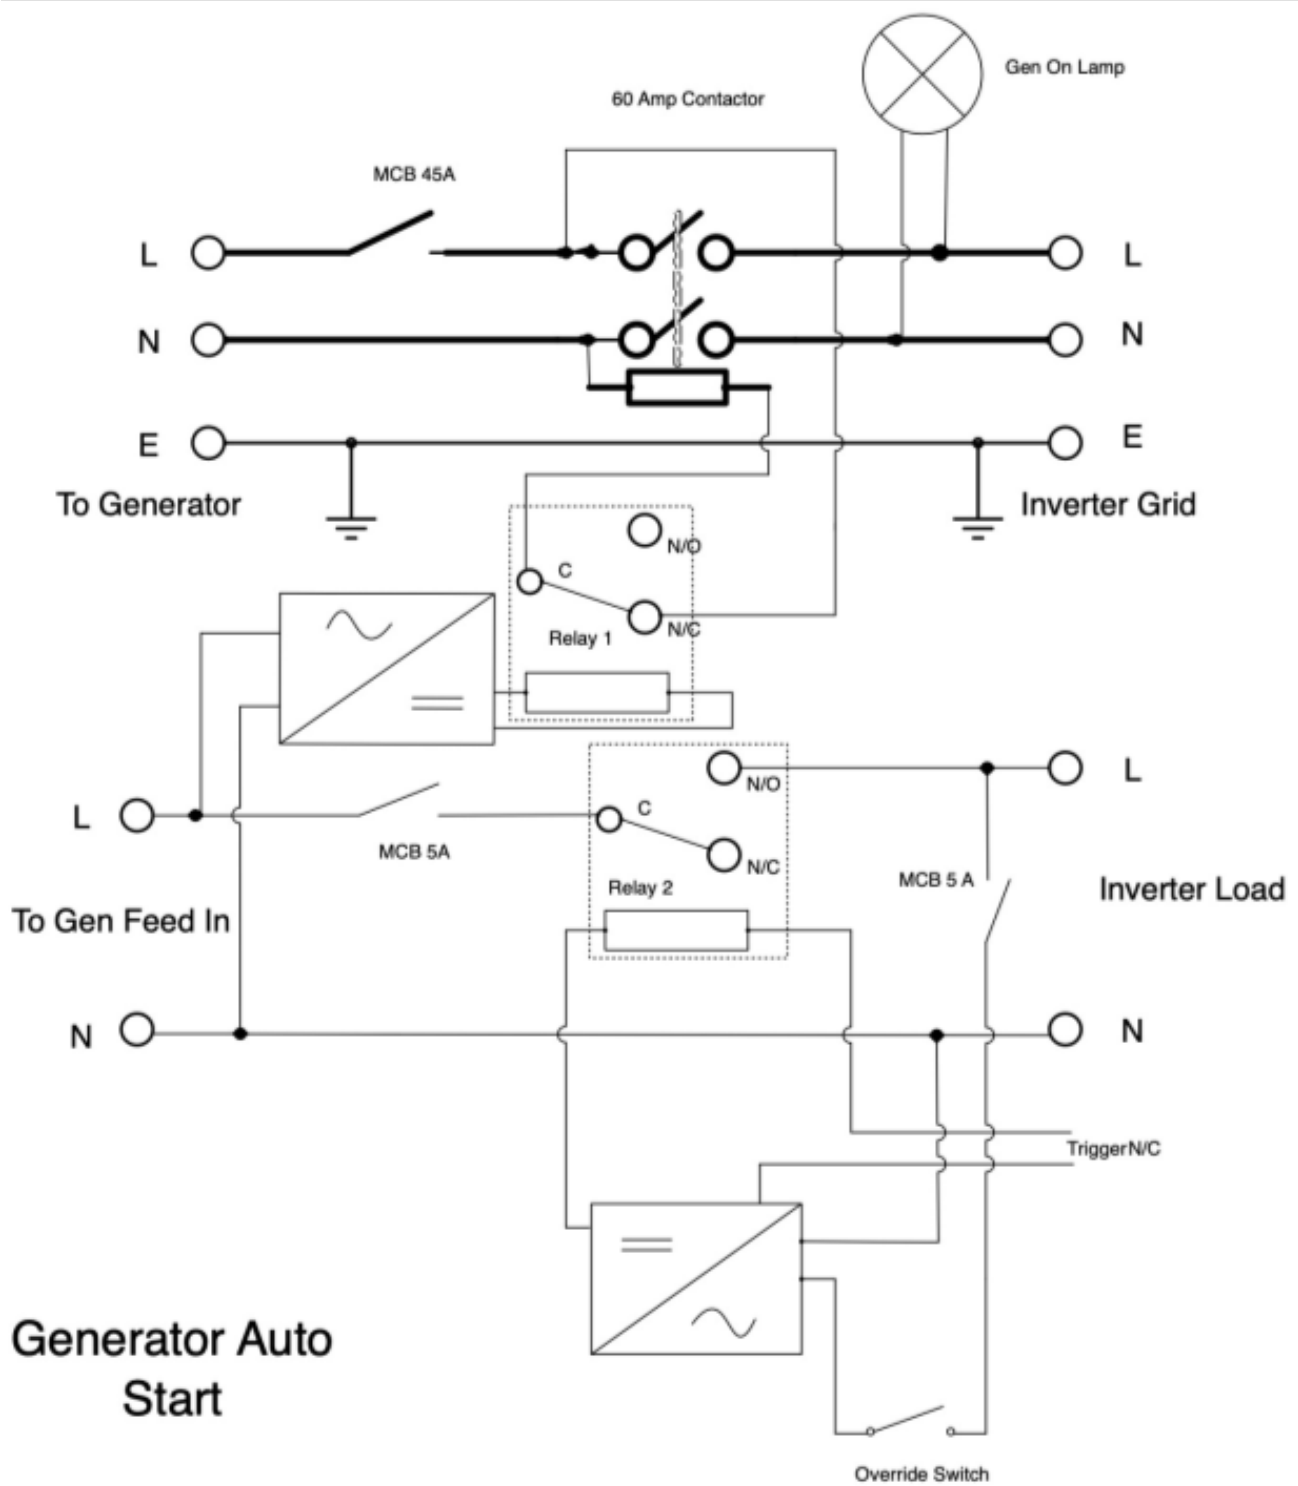 Gen On Lamp
60 Amp Contactor
MCB 45A
L
L
N
N
E
E
To Generator
Inverter Grid
N/O
C
N/C
Relay 1
L
N/O
L
C
MCB 5A
N/C
MCB 5 A
Relay 2
Inverter Load
To Gen Feed In
N
N
TriggerN/C
Generator Auto
Start
Override Switch